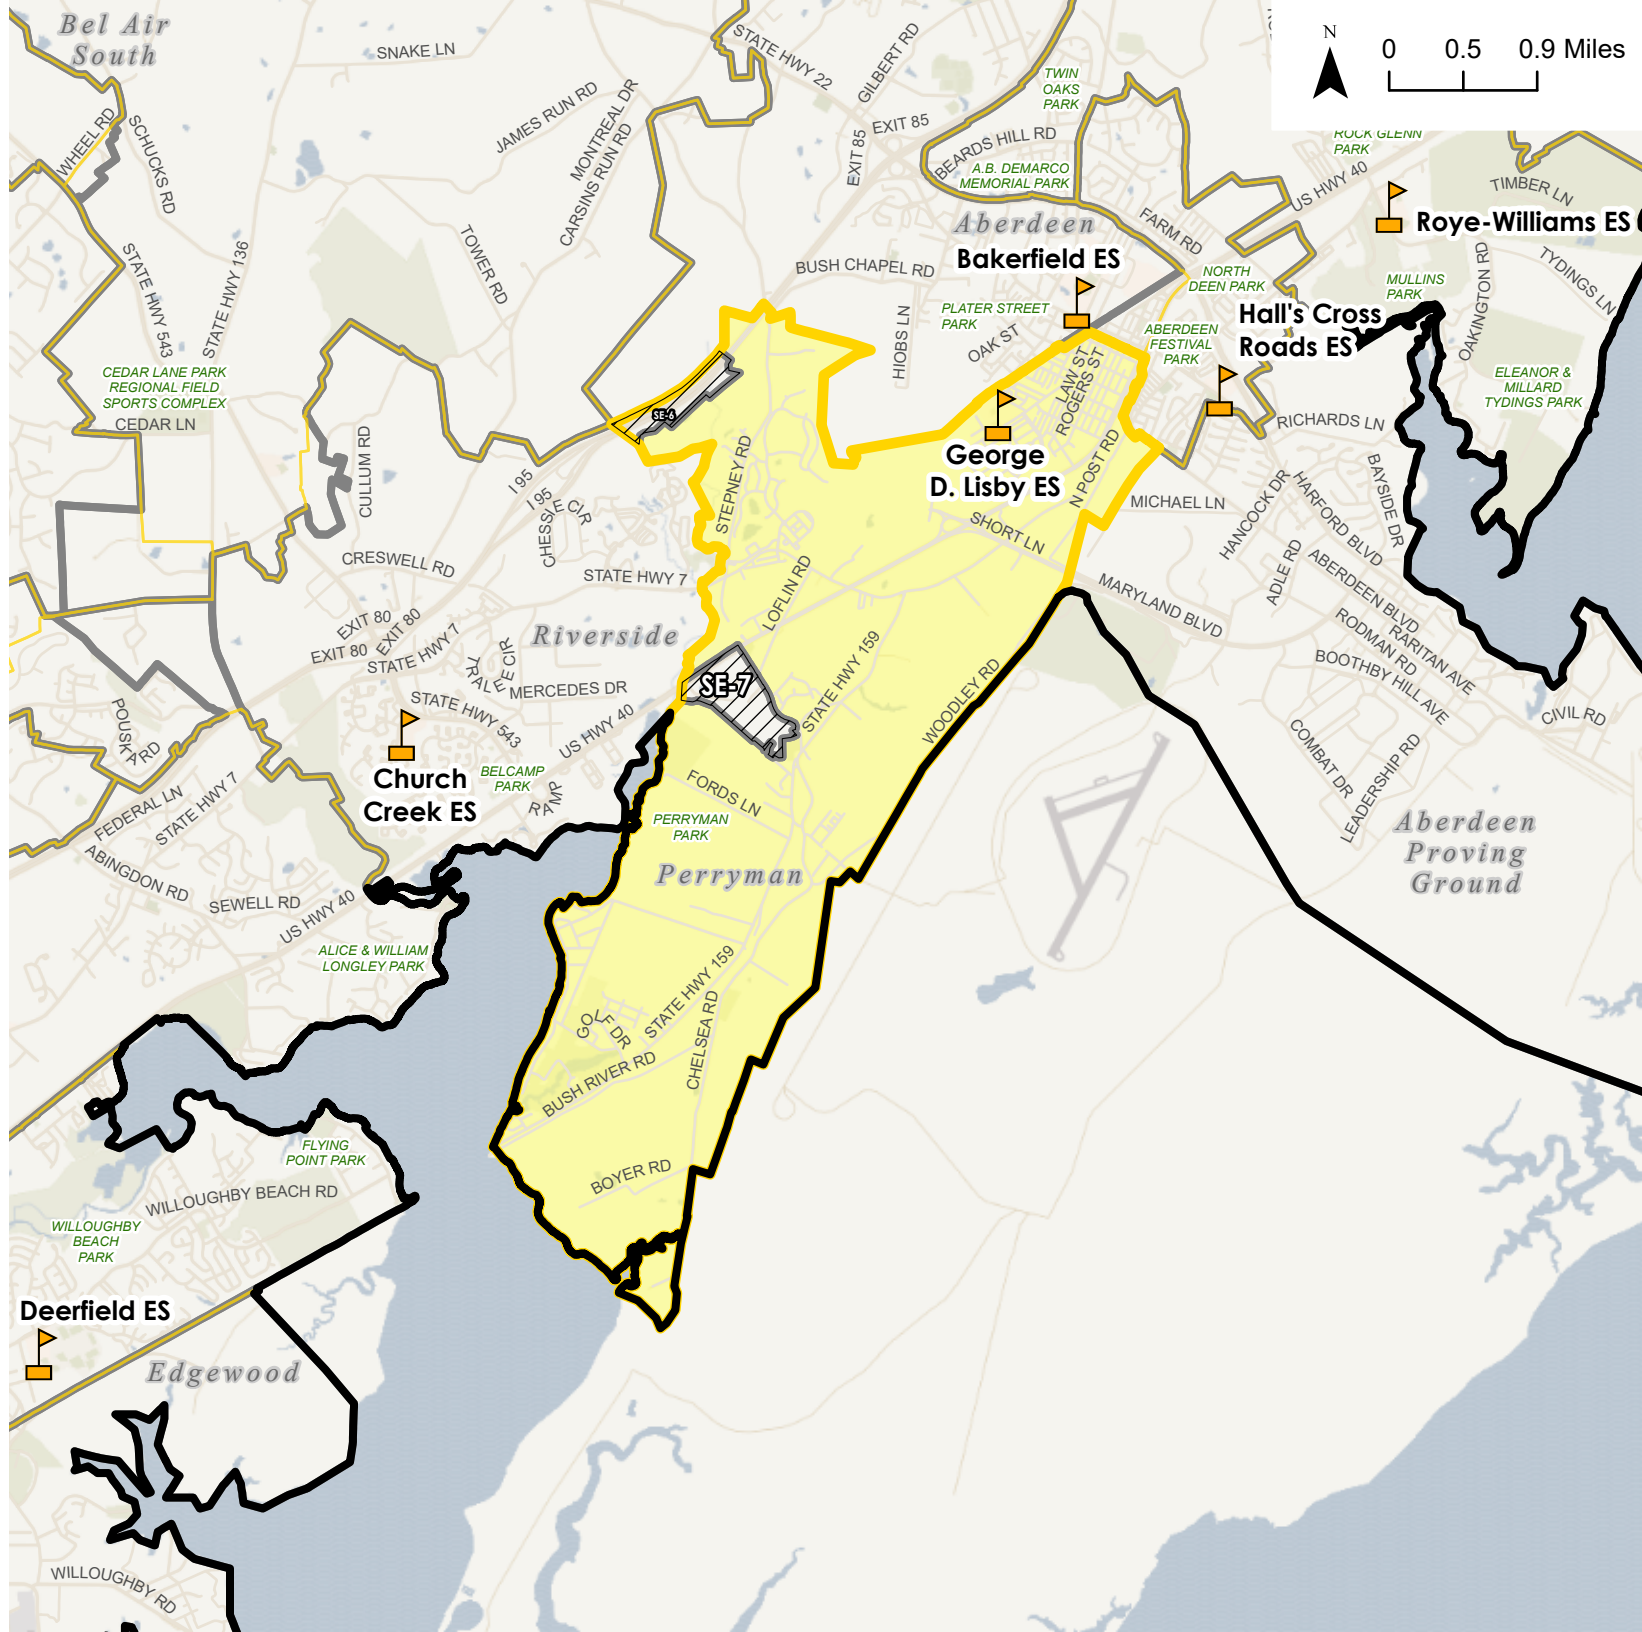 Bel Air
South
SNAKE LN
STATE HWY 22
GILBERT RD
TWIN
OAKS
PARK
N
0 0.5 0.9 Miles
WHEEL RD
SCHUCKS RD
JAMES RUN RD
MONTREAL DR
CARSINS RUN RD
EXIT 85
EXIT 85
BEARDS HILL RD
A.B. DEMARCO
MEMORIAL PARK
ROCK GLENN
PARK
US HWY 40
TIMBER LN
Roye-Williams ES
Aberdeen
FARM RD
Bakerfield ES
STATE HWY 543
STATE HWY 136
TOWER RD
BUSH CHAPEL RD
HIOBS LN
PLATER STREET
PARK
OAK ST
NORTH
DEEN PARK
MULLINS
PARK
OAKINGTON RD
TYDINGS LN
Hall's Cross
Roads ES
ABERDEEN
FESTIVAL
PARK
LAW ST
ROGERS ST
ELEANOR &
MILLARD
TYDINGS PARK
CEDAR LANE PARK
REGIONAL FIELD
SPORTS COMPLEX
CEDAR LN
SE-6
CULLUM RD
STEPNEY RD
George
D. Lisby ES
N POST RD
RICHARDS LN
I 95
I 95
CHESSIE CIR
SHORT LN
MICHAEL LN
HANCOCK DR
HARFORD BLVD
BAYSIDE DR
CRESWELL RD
STATE HWY 7
LOFLIN RD
MARYLAND BLVD
ADLE RD
ABERDEEN BLVD
RARITAN AVE
RODMAN RD
BOOTHBY HILL AVE
EXIT 80
EXIT 80
EXIT 80
STATE HWY 7
Riverside
TRALEE CIR
MERCEDES DR
STATE HWY 543
US HWY 40
SE-7
STATE HWY 159
WOODLEY RD
CIVIL RD
COMBAT DR
LEADERSHIP RD
POUSKA RD
Church
Creek ES
BELCAMP
PARK
RAMP
FORDS LN
PERRYMAN
PARK
Perryman
Aberdeen
Proving
Ground
FEDERAL LN
STATE HWY 7
ABINGDON RD
SEWELL RD
US HWY 40
ALICE & WILLIAM
LONGLEY PARK
STATE HWY 159
GOLF DR
CHELSEA RD
BUSH RIVER RD
BOYER RD
FLYING
POINT PARK
WILLOUGHBY BEACH RD
WILLOUGHBY
BEACH
PARK
Deerfield ES
Edgewood
WILLOUGHBY RD